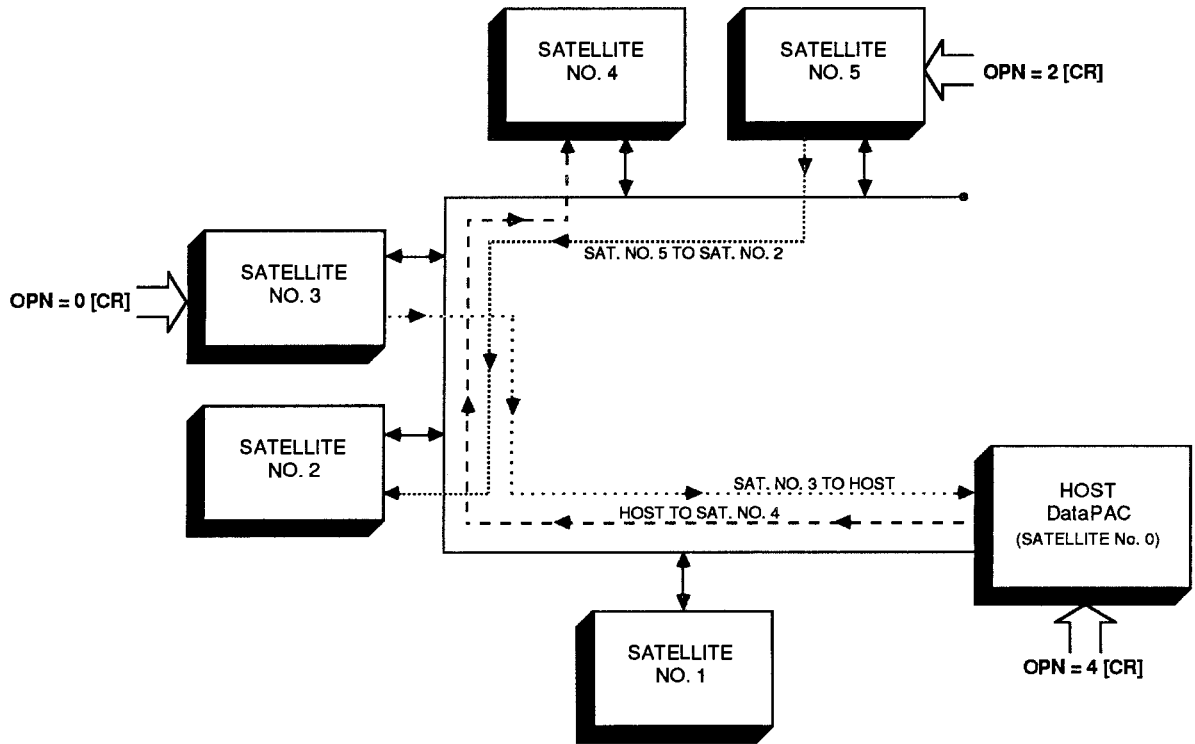 SATELLITE
NO. 4
SATELLITE
NO. 5
OPN = 2 [CR]
SAT. NO. 5 TO SAT. NO. 2
SATELLITE
NO. 3
OPN = 0 [CR]
SATELLITE
NO. 2
SAT. NO. 3 TO HOST
HOST TO SAT. NO. 4
HOST
DataPAC
(SATELLITE No. 0)
SATELLITE
NO. 1
OPN = 4 [CR]